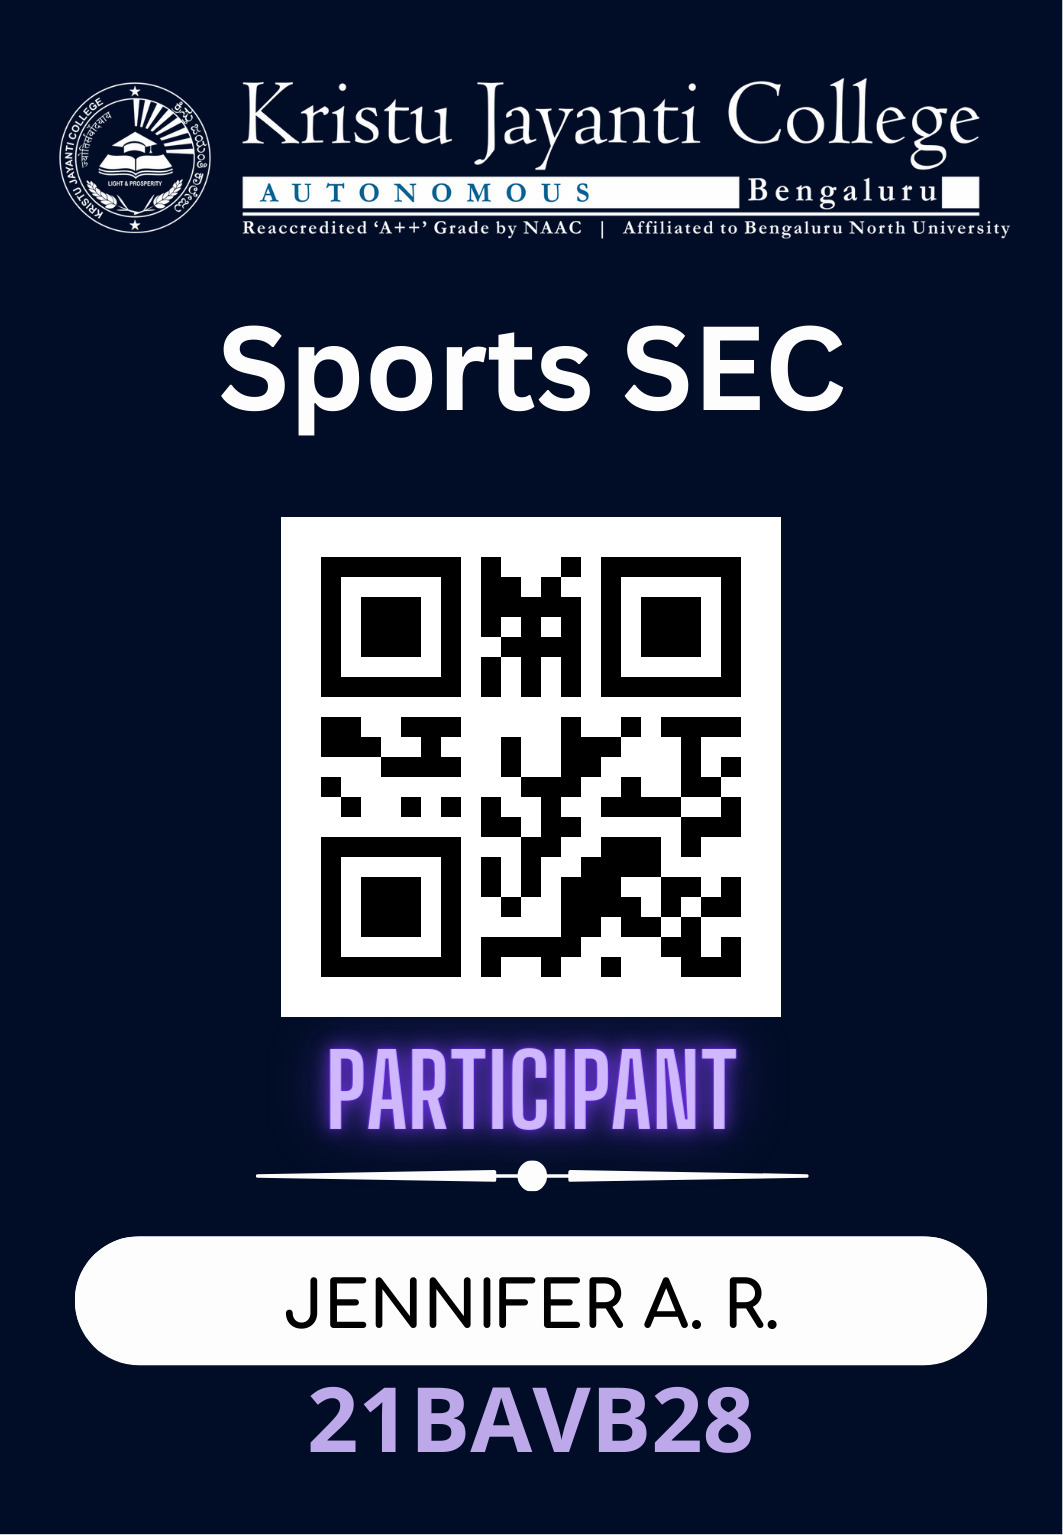 KRISTU JAYANTI COLLEGE
ಕ್ರಿಸ್ತು ಜಯಂತಿ ಕಾಲೇಜು
LIGHT & PROSPERITY
Kristu Jayanti College
AUTONOMOUS Bengaluru
Reaccredited ‘A++’ Grade by NAAC | Affiliated to Bengaluru North University
Sports SEC
PARTICIPANT
JENNIFER A. R.
21BAVB28